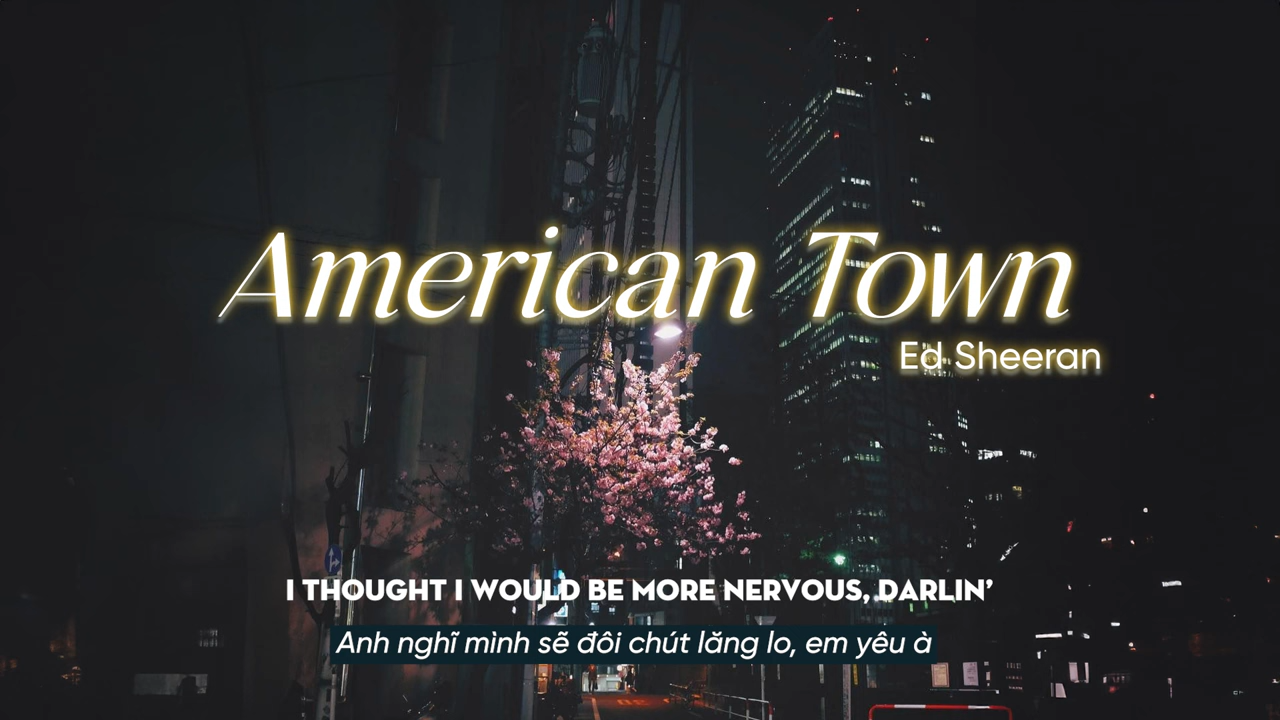 American Town
Ed Sheeran
I THOUGHT I WOULD BE MORE NERVOUS, DARLIN’
Anh nghĩ mình sẽ đôi chút lăng lo, em yêu à